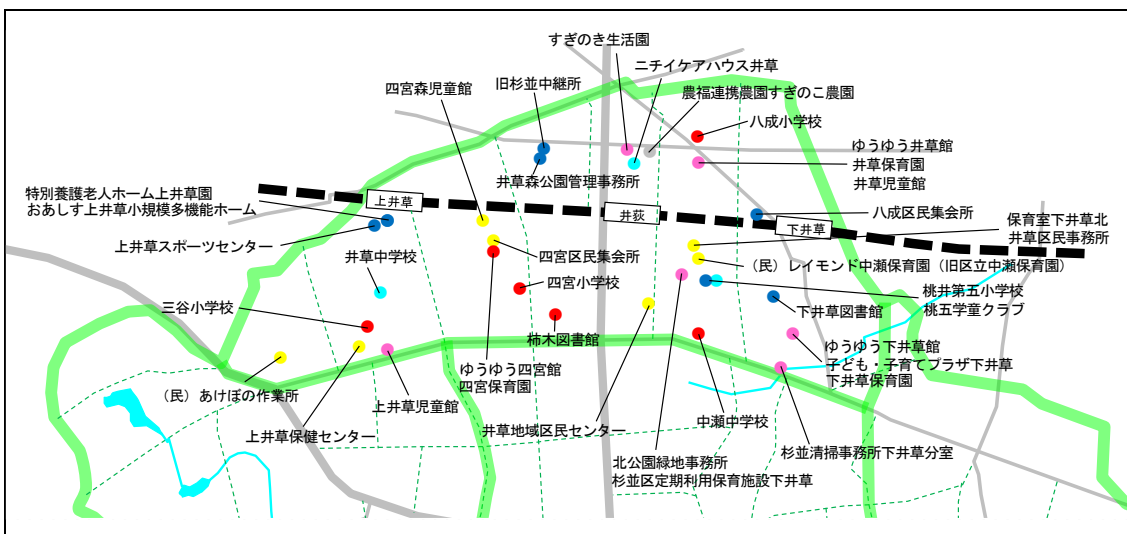 すぎのき生活園
ニチイケアハウス井草
旧杉並中継所
四宮森児童館
農福連携農園すぎのこ農園
八成小学校
ゆうゆう井草館
井草保育園
井草児童館
井草森公園管理事務所
特別養護老人ホーム上井草園
おあしす上井草小規模多機能ホーム
上井草
井荻
下井草
八成区民集会所
保育室下井草北
井草区民事務所
上井草スポーツセンター
四宮区民集会所
(民)レイモンド中瀬保育園(旧区立中瀬保育園)
井草中学校
四宮小学校
桃井第五小学校
桃五学童クラブ
三谷小学校
下井草図書館
柿木図書館
ゆうゆう下井草館
子ども・子育てプラザ下井草
下井草保育園
ゆうゆう四宮館
四宮保育園
(民)あけぼの作業所
上井草児童館
中瀬中学校
上井草保健センター
井草地域区民センター
杉並清掃事務所下井草分室
北公園緑地事務所
杉並区定期利用保育施設下井草